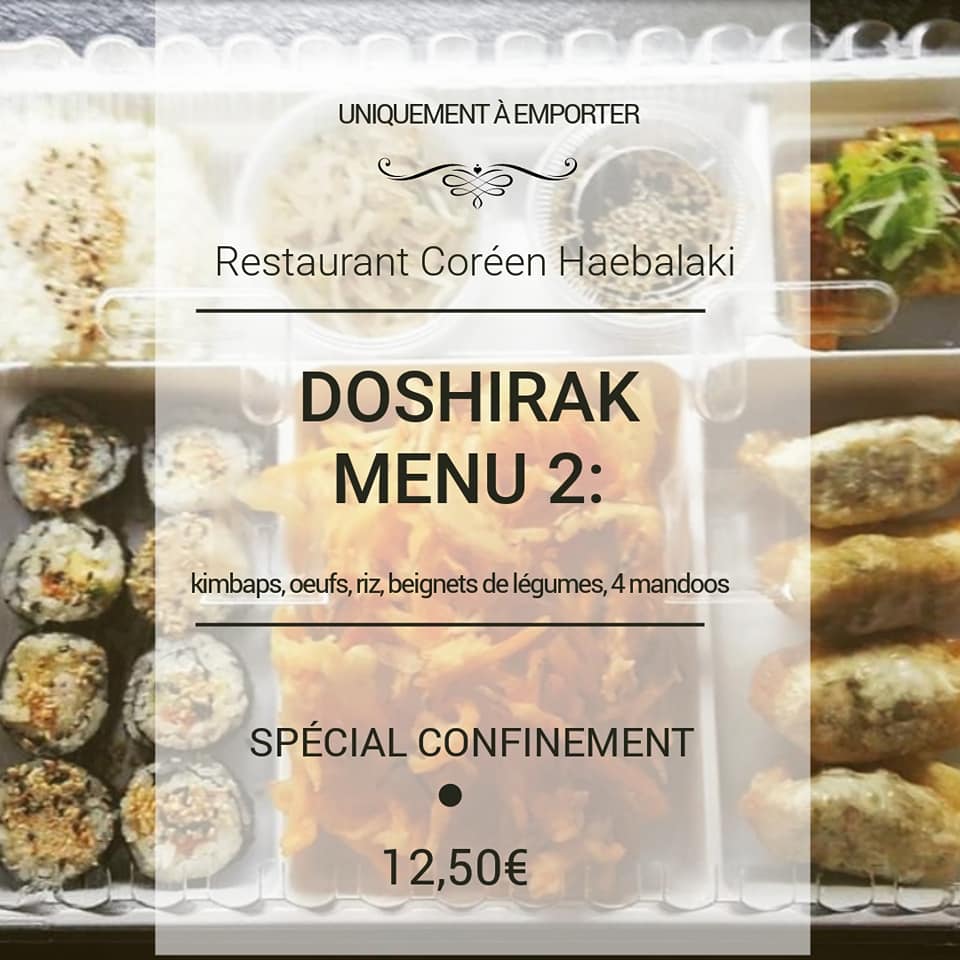 UNIQUEMENT À EMPORTER
Restaurant Coréen Haebalaki
DOSHIRAK
MENU 2:
kimbaps, oeufs, riz, beignets de légumes, 4 mandoos
SPÉCIAL CONFINEMENT
12,50€